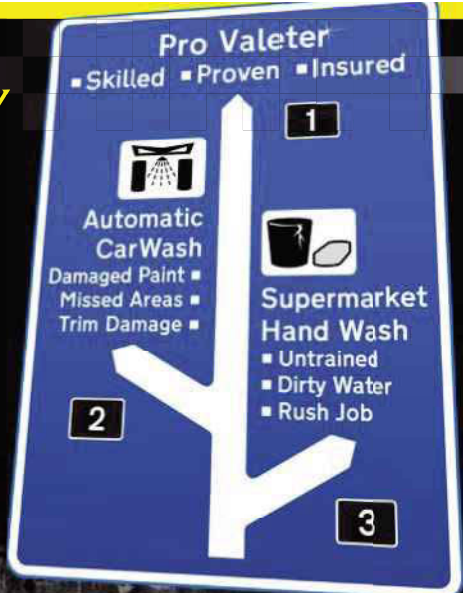 Pro Valeter
▪ Skilled ▪ Proven ▪ Insured
1
Automatic
CarWash
Damaged Paint ▪
Missed Areas ▪
Trim Damage ▪
2
Supermarket
Hand Wash
▪ Untrained
▪ Dirty Water
▪ Rush Job
3